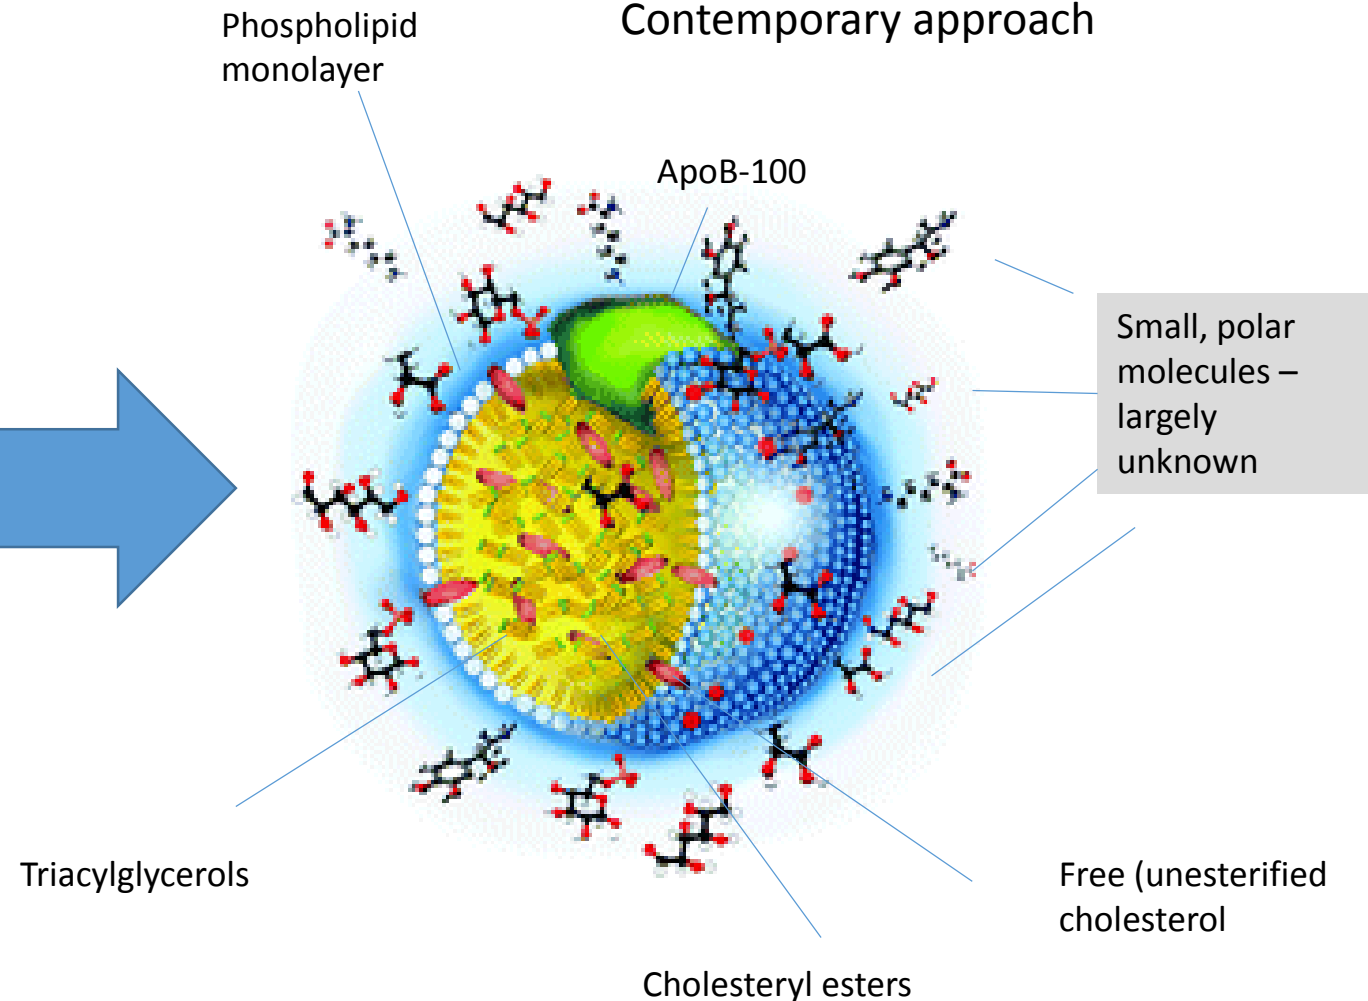 Contemporary approach
Phospholipid
monolayer
ApoB-100
Small, polar
molecules –
largely
unknown
Triacylglycerols
Free (unesterified
cholesterol
Cholesteryl esters